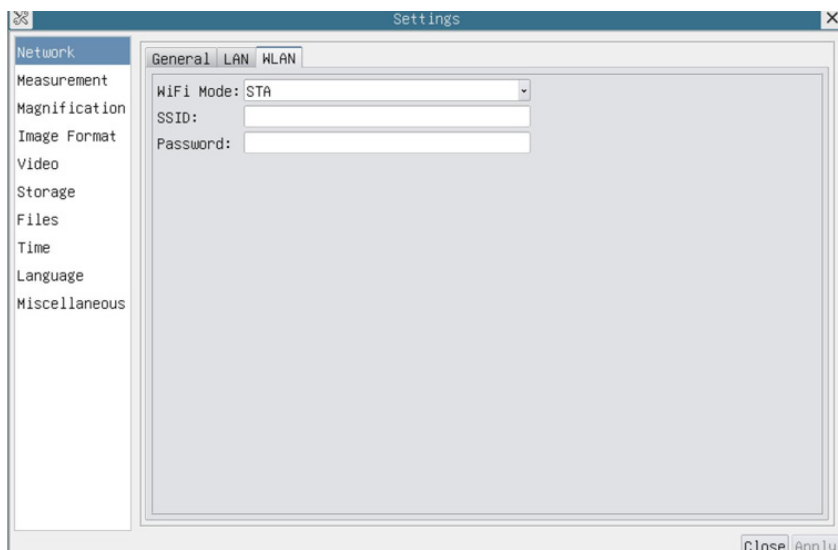 Settings
Network
Measurement
Magnification
Image Format
Video
Storage
Files
Time
Language
Miscellaneous
General LAN WLAN
WiFi Mode: STA
SSID:
Password:
Close Apply